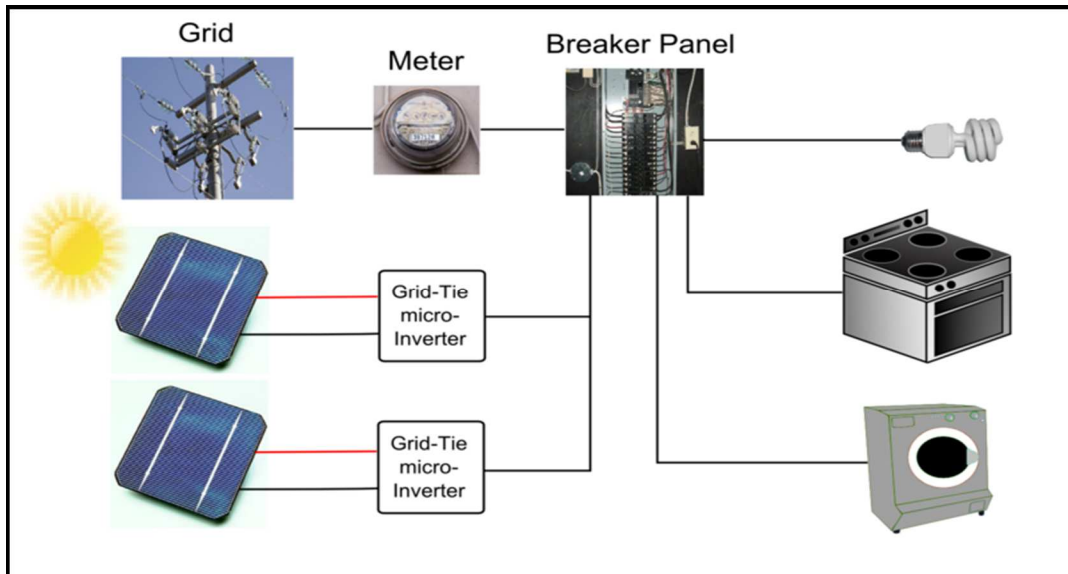 Grid
Meter
Breaker Panel
Grid-Tie
micro-
Inverter
Grid-Tie
micro-
Inverter